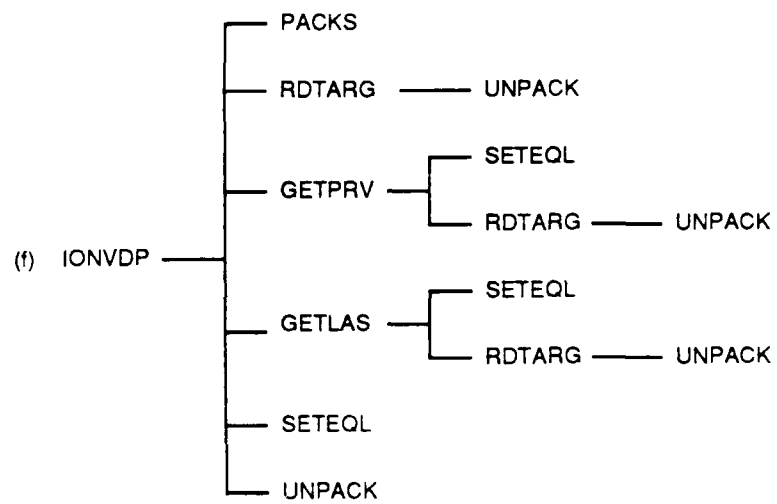 PACKS
RDTARG UNPACK
SETEQL
GETPRV
RDTARG UNPACK
(f) IONVDP
SETEQL
GETLAS
RDTARG UNPACK
SETEQL
UNPACK